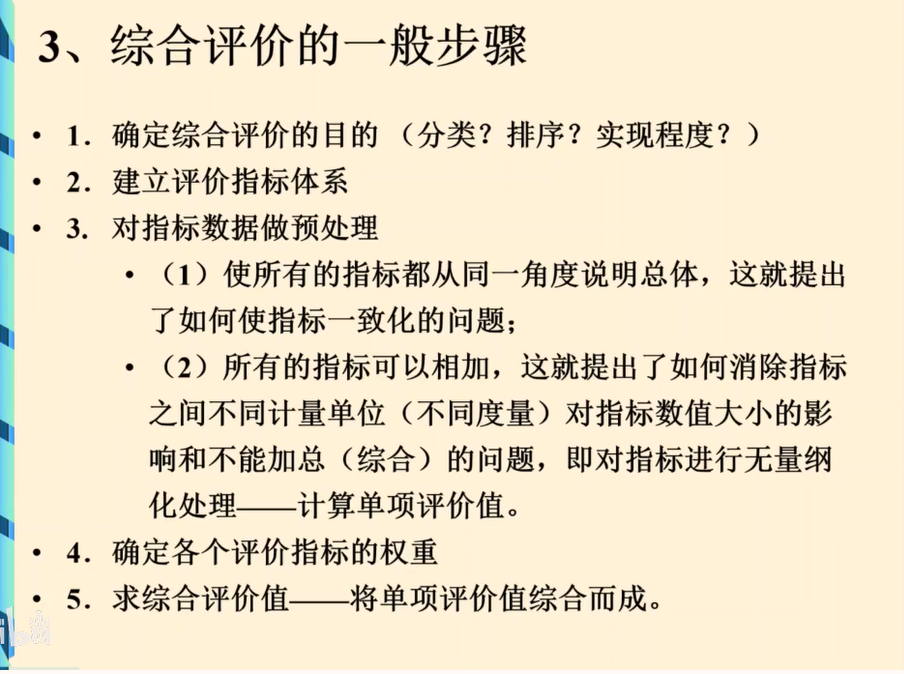 3、综合评价的一般步骤
• 1．确定综合评价的目的 （分类？排序？实现程度？）
• 2．建立评价指标体系
• 3．对指标数据做预处理
• （1）使所有的指标都从同一角度说明总体，这就提出
了如何使指标一致化的问题；
• （2）所有的指标可以相加，这就提出了如何消除指标
之间不同计量单位（不同度量）对指标数值大小的影
响和不能加总（综合）的问题，即对指标进行无量纲
化处理——计算单项评价值。
• 4．确定各个评价指标的权重
• 5．求综合评价值——将单项评价值综合而成。